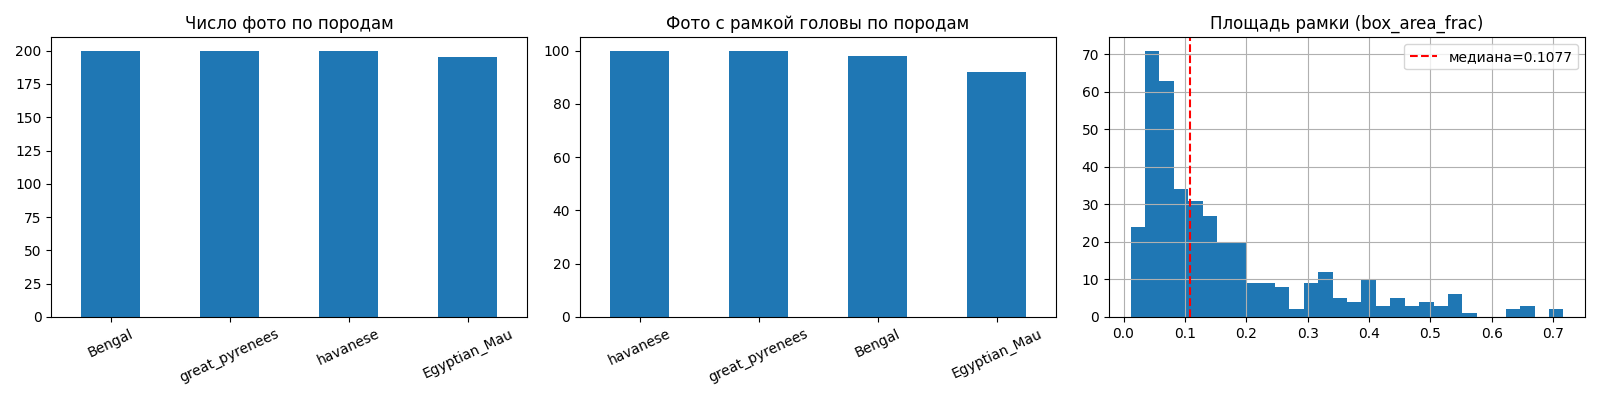 Число фото по породам
200
175
150
125
100
75
50
25
0
Bengal
great_pyrenees
havanese
Egyptian_Mau
Фото с рамкой головы по породам
100
80
60
40
20
0
havanese
great_pyrenees
Bengal
Egyptian_Mau
Площадь рамки (box_area_frac)
медиана=0.1077
70
60
50
40
30
20
10
0
0.0 0.1 0.2 0.3 0.4 0.5 0.6 0.7